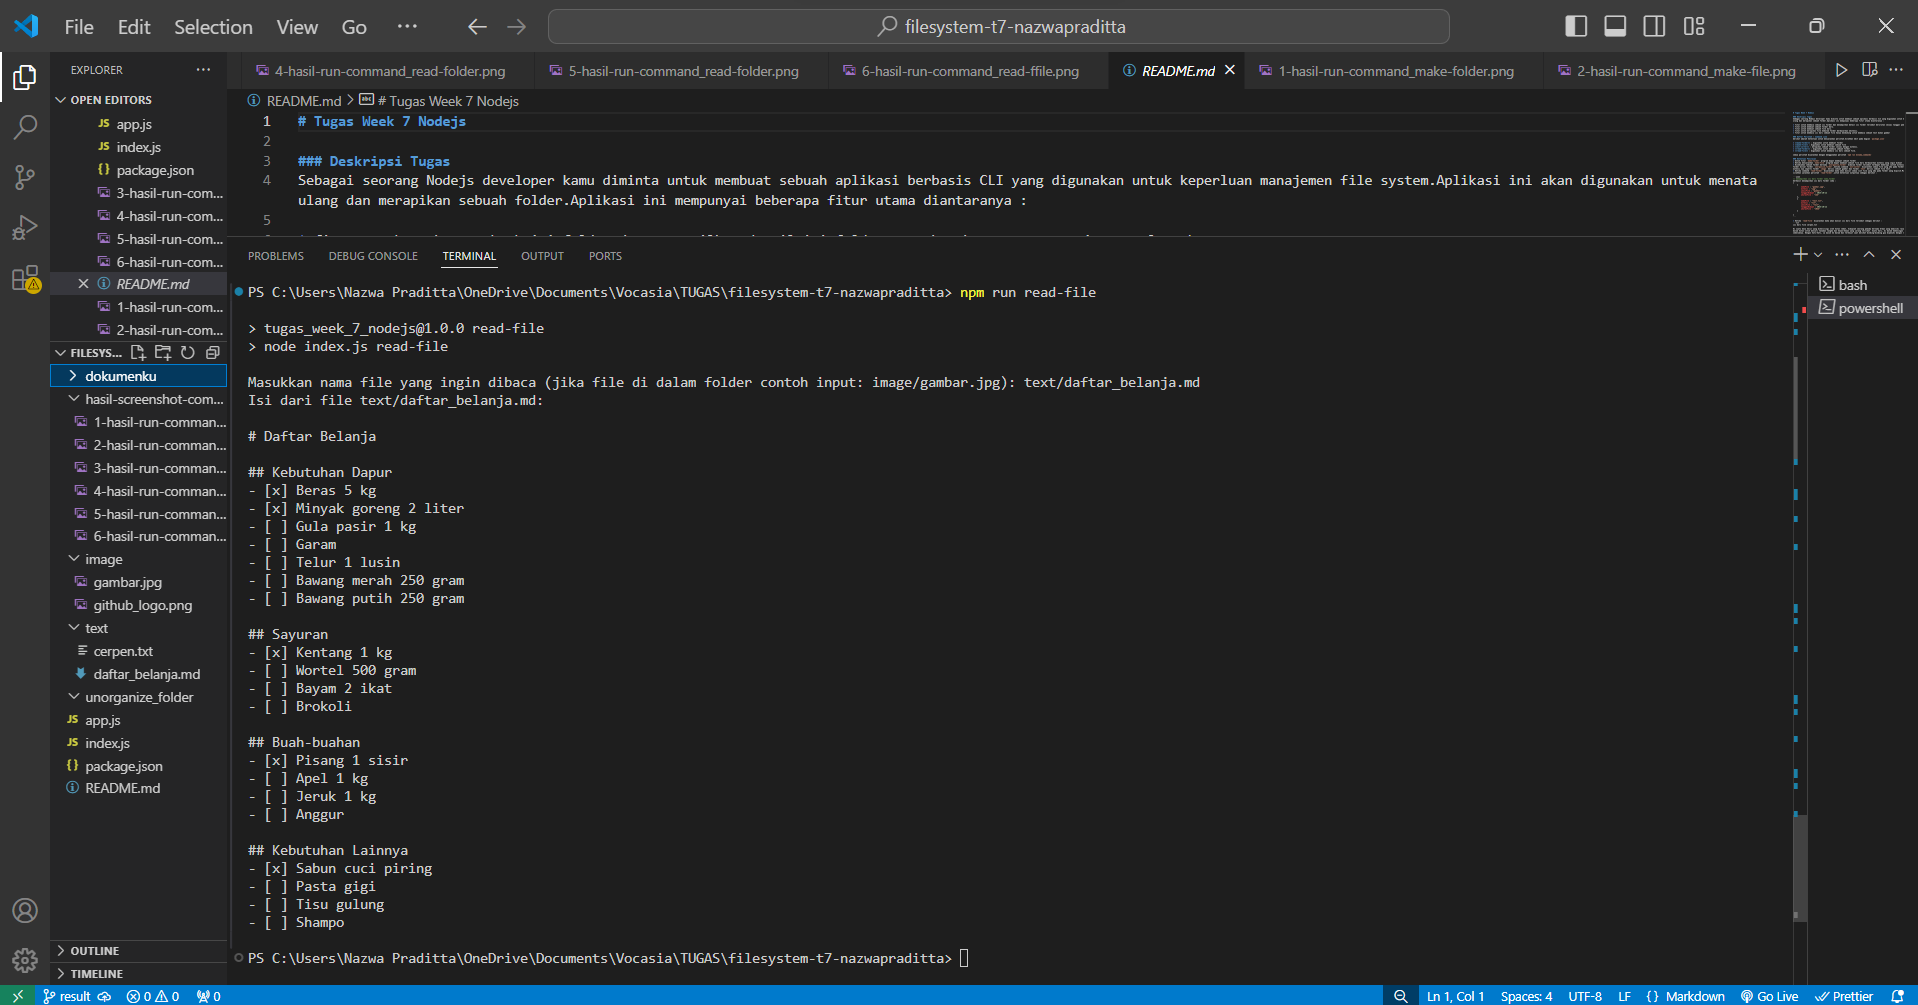 File Edit Selection View Go ··· filesystem-t7-nazwapraditta
EXPLORER ···
4-hasil-run-command_read-folder.png 5-hasil-run-command_read-folder.png 6-hasil-run-command_read-ffile.png README.md 1-hasil-run-command_make-folder.png 2-hasil-run-command_make-file.png
OPEN EDITORS
JS app.js
JS index.js
{} package.json
3-hasil-run-com...
4-hasil-run-com...
5-hasil-run-com...
6-hasil-run-com...
README.md
1-hasil-run-com...
2-hasil-run-com...
FILESYS...
dokumenku
hasil-screenshot-com...
1-hasil-run-comman...
2-hasil-run-comman...
3-hasil-run-comman...
4-hasil-run-comman...
5-hasil-run-comman...
6-hasil-run-comman...
image
gambar.jpg
github_logo.png
text
cerpen.txt
daftar_belanja.md
unorganize_folder
JS app.js
JS index.js
{} package.json
README.md
OUTLINE
TIMELINE
README.md > # Tugas Week 7 Nodejs
1 # Tugas Week 7 Nodejs
2
3 ### Deskripsi Tugas
4 Sebagai seorang Nodejs developer kamu diminta untuk membuat sebuah aplikasi berbasis CLI yang digunakan untuk keperluan manajemen file system.Aplikasi ini akan digunakan untuk menata
ulang dan merapikan sebuah folder.Aplikasi ini mempunyai beberapa fitur utama diantaranya :
5
PROBLEMS DEBUG CONSOLE TERMINAL OUTPUT PORTS
bash
powershell
PS C:\Users\Nazwa Praditta\OneDrive\Documents\Vocasia\TUGAS\filesystem-t7-nazwapraditta> npm run read-file
> tugas_week_7_nodejs@1.0.0 read-file
> node index.js read-file
Masukkan nama file yang ingin dibaca (jika file di dalam folder contoh input: image/gambar.jpg): text/daftar_belanja.md
Isi dari file text/daftar_belanja.md:
# Daftar Belanja
## Kebutuhan Dapur
- [x] Beras 5 kg
- [x] Minyak goreng 2 liter
- [ ] Gula pasir 1 kg
- [ ] Garam
- [ ] Telur 1 lusin
- [ ] Bawang merah 250 gram
- [ ] Bawang putih 250 gram
## Sayuran
- [x] Kentang 1 kg
- [ ] Wortel 500 gram
- [ ] Bayam 2 ikat
- [ ] Brokoli
## Buah-buahan
- [x] Pisang 1 sisir
- [ ] Apel 1 kg
- [ ] Jeruk 1 kg
- [ ] Anggur
## Kebutuhan Lainnya
- [x] Sabun cuci piring
- [ ] Pasta gigi
- [ ] Tisu gulung
- [ ] Shampo
PS C:\Users\Nazwa Praditta\OneDrive\Documents\Vocasia\TUGAS\filesystem-t7-nazwapraditta>
result 0 0 0 Ln 1, Col 1 Spaces: 4 UTF-8 LF {} Markdown Go Live Prettier